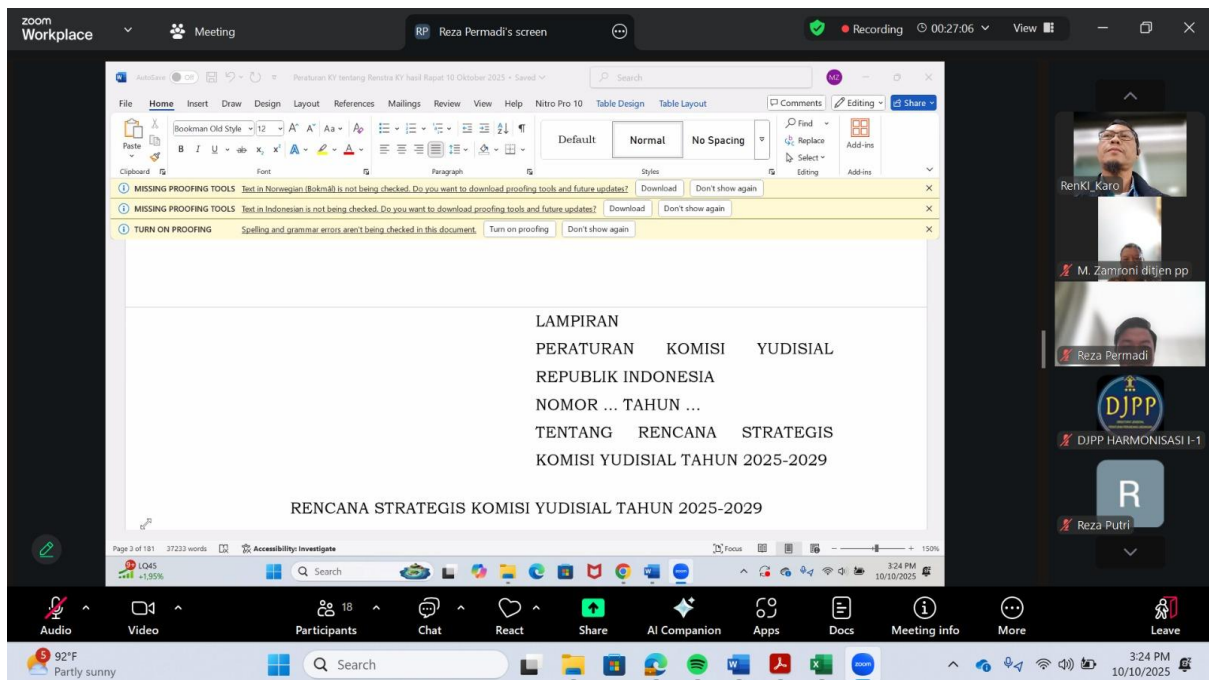 zoom
Workplace
Meeting
RP Reza Permadi's screen
Recording 00:27:06 View
AutoSave Off Peraturan KY tentang Renstra KY hasil Rapat 10 Oktober 2025 • Saved Search MZ
File Home Insert Draw Design Layout References Mailings Review View Help Nitro Pro 10 Table Design Table Layout Comments Editing Share
Paste Bookman Old Style 12 Default Normal No Spacing Find Replace Select Add-ins
Clipboard Font Paragraph Styles Editing Add-ins
MISSING PROOFING TOOLS Text in Norwegian (Bokmål) is not being checked. Do you want to download proofing tools and future updates? Download Don't show again
MISSING PROOFING TOOLS Text in Indonesian is not being checked. Do you want to download proofing tools and future updates? Download Don't show again
TURN ON PROOFING Spelling and grammar errors aren't being checked in this document. Turn on proofing Don't show again
LAMPIRAN
PERATURAN KOMISI YUDISIAL
REPUBLIK INDONESIA
NOMOR ... TAHUN ...
TENTANG RENCANA STRATEGIS
KOMISI YUDISIAL TAHUN 2025-2029
RENCANA STRATEGIS KOMISI YUDISIAL TAHUN 2025-2029
Page 3 of 181 37233 words Accessibility: Investigate Focus 150%
LQ45
+1,95%
Search
3:24 PM
10/10/2025
RenKI_Karo
M. Zamroni ditjen pp
Reza Permadi
DJPP
DJPP HARMONISASI I-1
R
Reza Putri
Audio Video 18 Participants Chat React Share AI Companion Apps Docs Meeting info More Leave
5
92°F
Partly sunny
Search
3:24 PM
10/10/2025